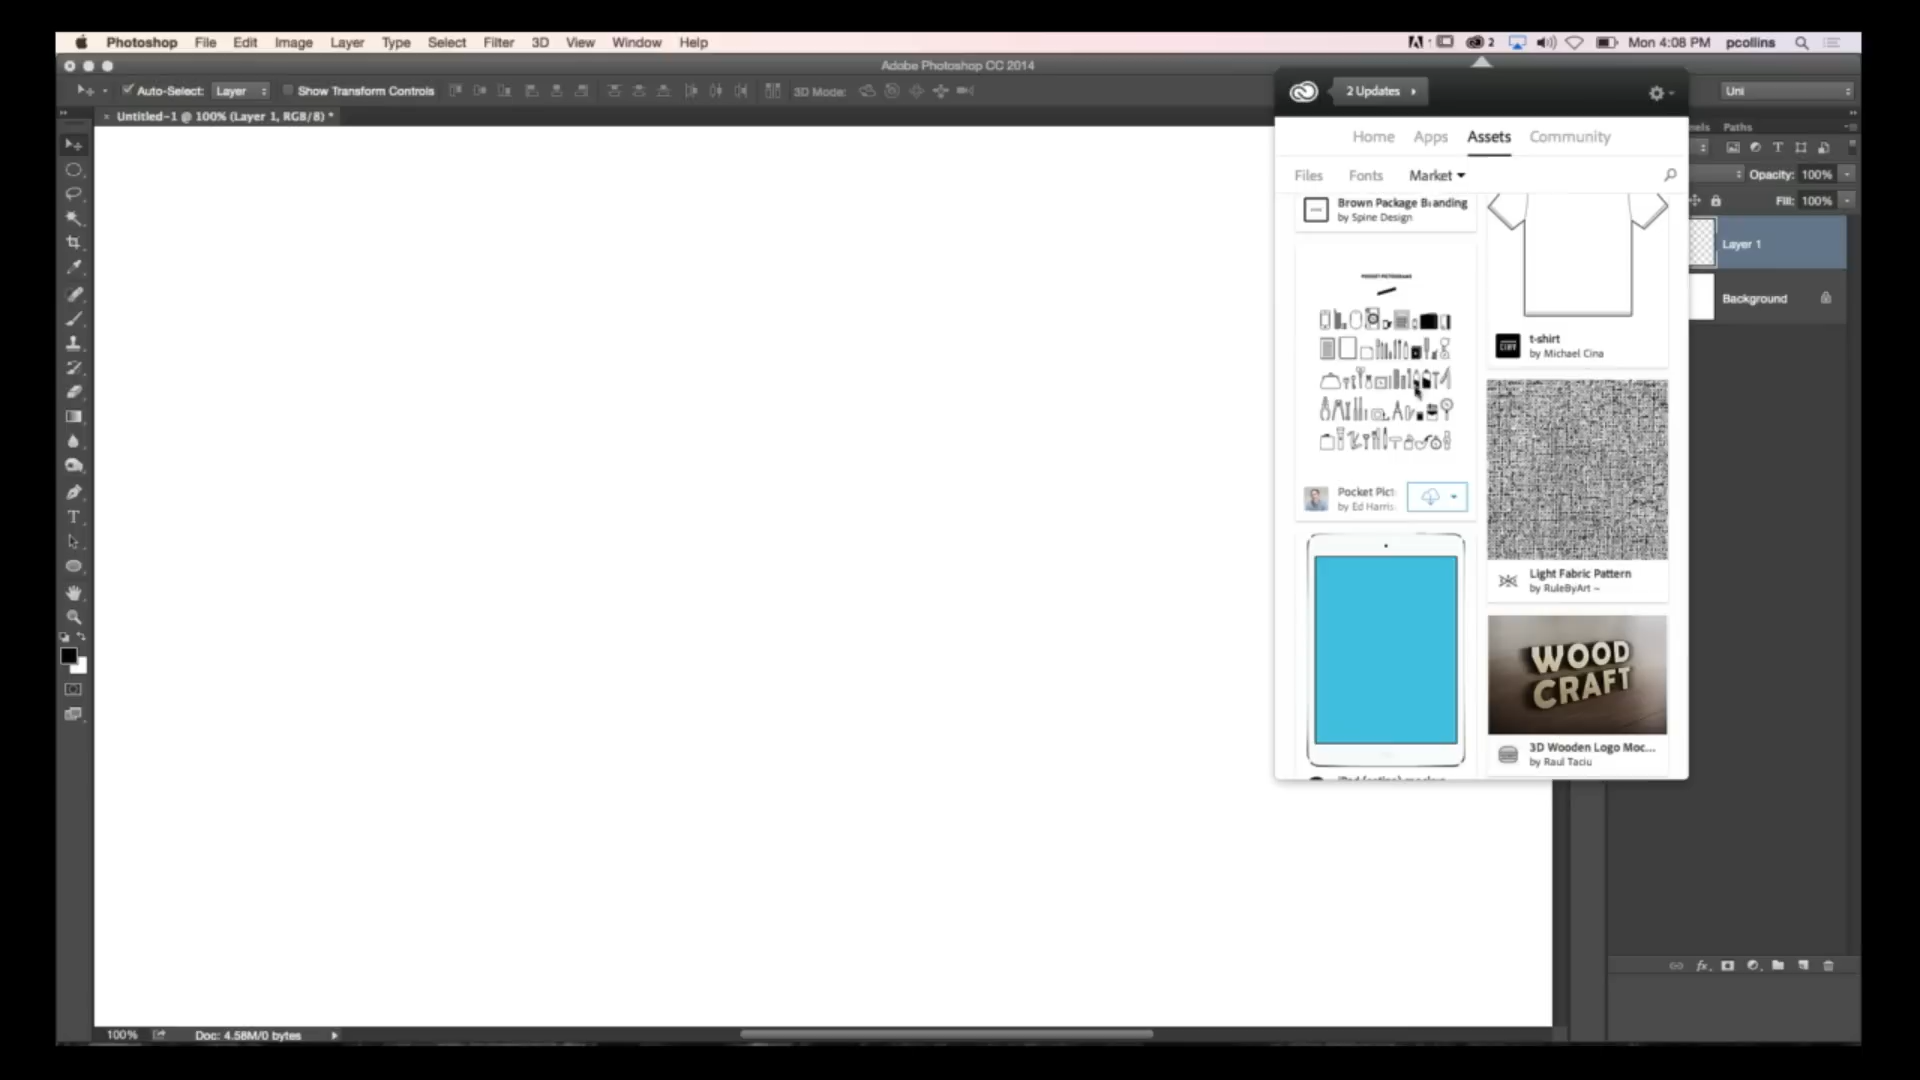 Photoshop File Edit Image Layer Type Select Filter 3D View Window Help
2 Mon 4:08 PM pcollins
Adobe Photoshop CC 2014
Auto-Select: Layer Show Transform Controls 3D Mode:
2 Updates
Uni
Untitled-1 @ 100% (Layer 1, RGB/8) *
Home Apps Assets Community
Files Fonts Market
Paths
Opacity: 100%
Fill: 100%
Layer 1
Background
Brown Package Branding
by Spine Design
t-shirt
by Michael Cina
POCKET PICTOGRAMS
Pocket Pict
by Ed Harris
Light Fabric Pattern
by RuleByArt ~
WOOD
CRAFT
3D Wooden Logo Moc...
by Raul Taciu
100% Doc: 4.58M/0 bytes